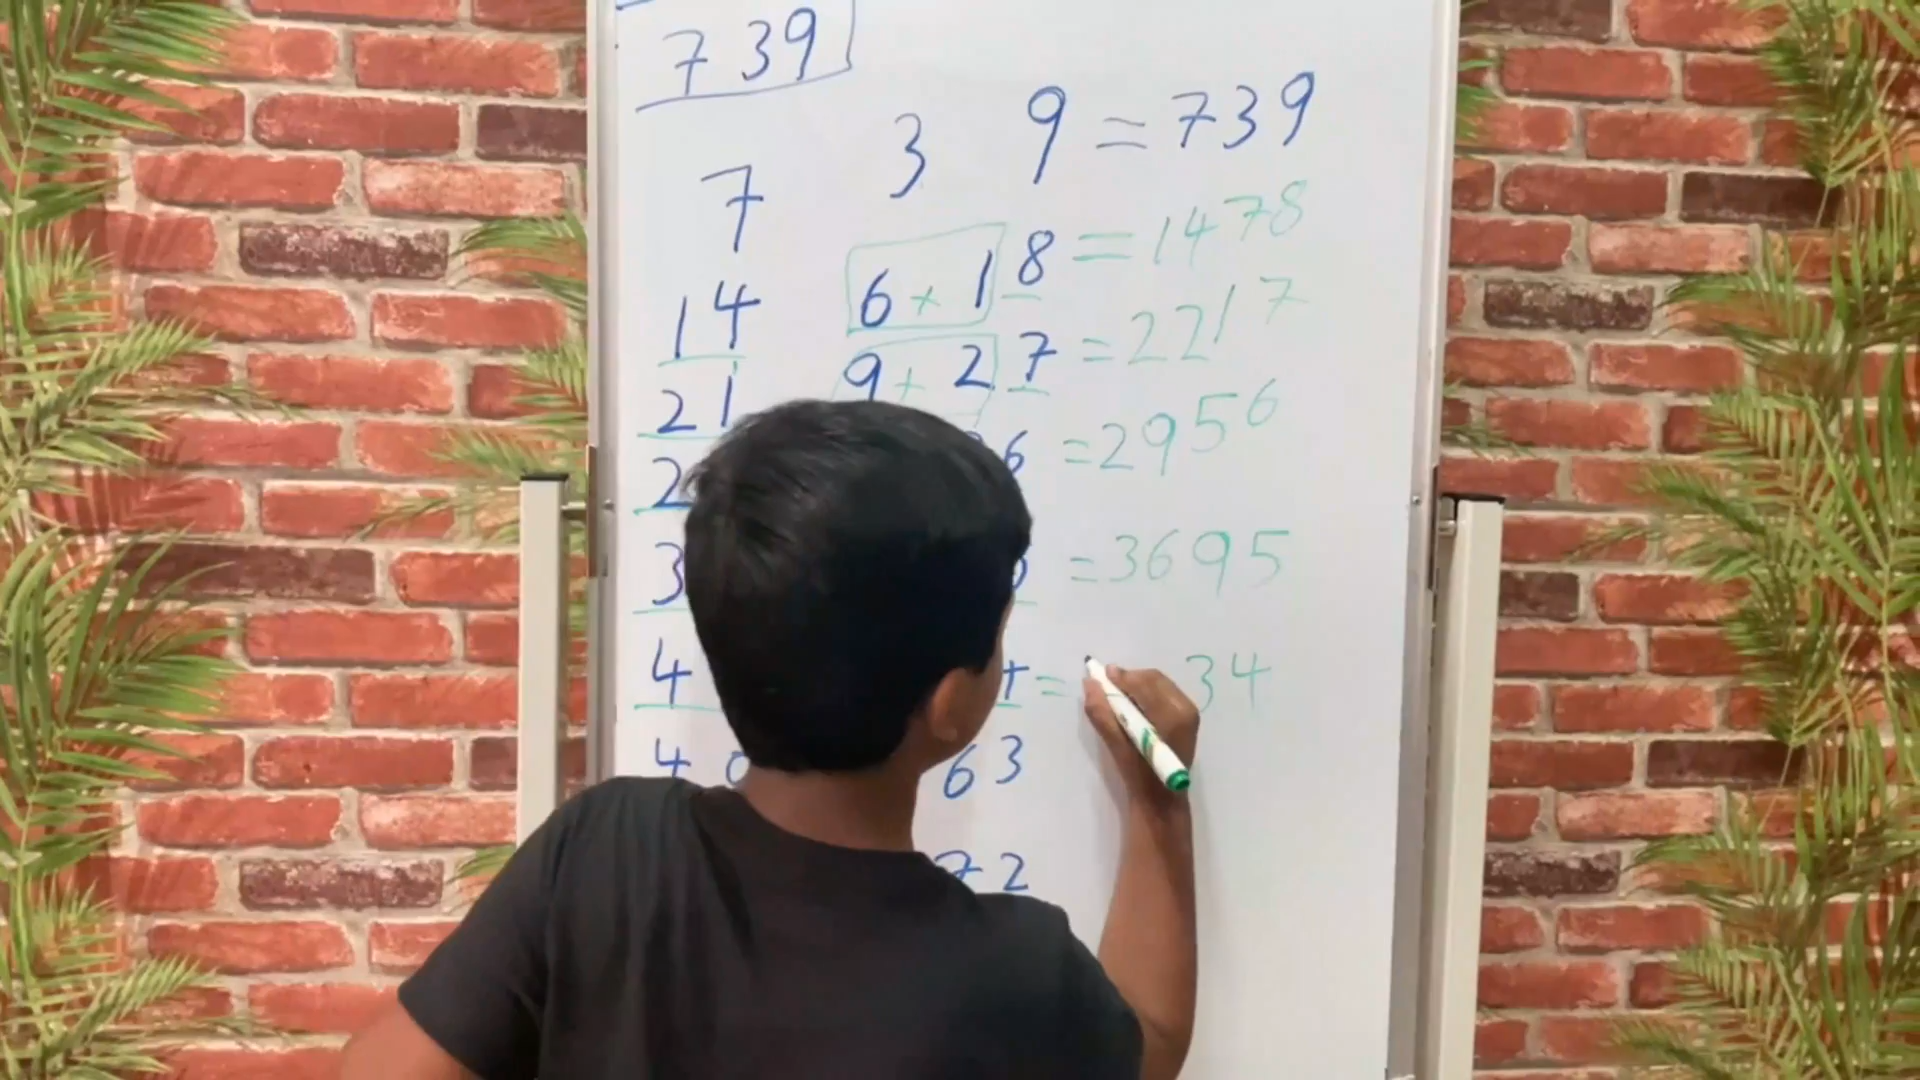 739
7 3 9 = 739
14 6 + 1 8 = 1478
21 9 + 2 7 = 2217
2 6 = 2956
3 = 3695
4 = 34
4 63
72